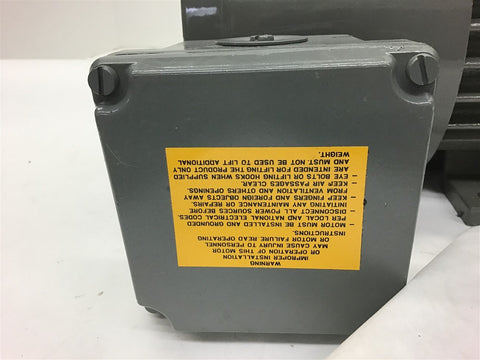 WARNING
IMPROPER INSTALLATION
OR OPERATION OF THIS MOTOR
MAY CAUSE INJURY TO PERSONNEL
OR MOTOR FAILURE READ OPERATING
INSTRUCTIONS.
– MOTOR MUST BE INSTALLED AND GROUNDED
PER LOCAL AND NATIONAL ELECTRICAL CODES.
– DISCONNECT ALL POWER SOURCES BEFORE
INITIATING ANY MAINTENANCE OR REPAIRS.
– KEEP FINGERS AND FOREIGN OBJECTS AWAY
FROM VENTILATION AND OTHERS OPENINGS.
– KEEP AIR PASSAGES CLEAR.
– EYE BOLTS OR LIFTING HOOKS WHEN SUPPLIED
ARE INTENDED FOR LIFTING THE PRODUCT ONLY
AND MUST NOT BE USED TO LIFT ADDITIONAL
WEIGHT.